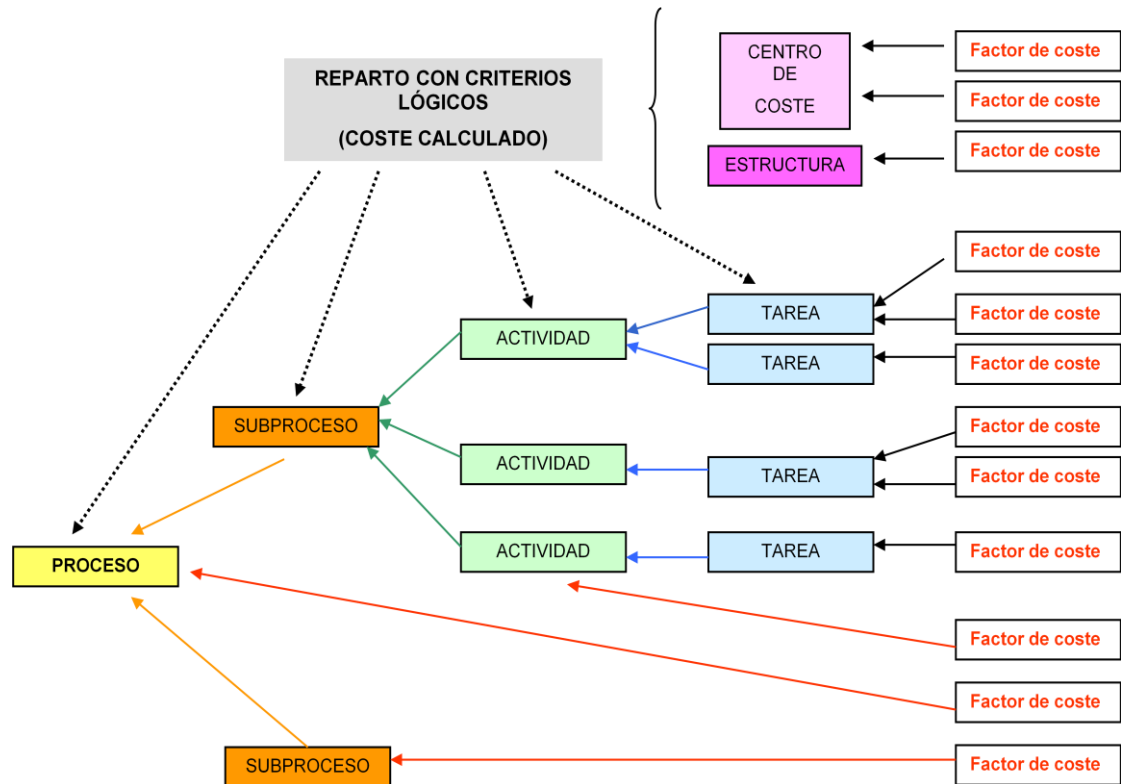 CENTRO
DE
COSTE
Factor de coste
REPARTO CON CRITERIOS
LÓGICOS
(COSTE CALCULADO)
Factor de coste
ESTRUCTURA
Factor de coste
Factor de coste
TAREA
Factor de coste
ACTIVIDAD
TAREA
Factor de coste
SUBPROCESO
Factor de coste
ACTIVIDAD
TAREA
Factor de coste
PROCESO
ACTIVIDAD
TAREA
Factor de coste
Factor de coste
Factor de coste
SUBPROCESO
Factor de coste